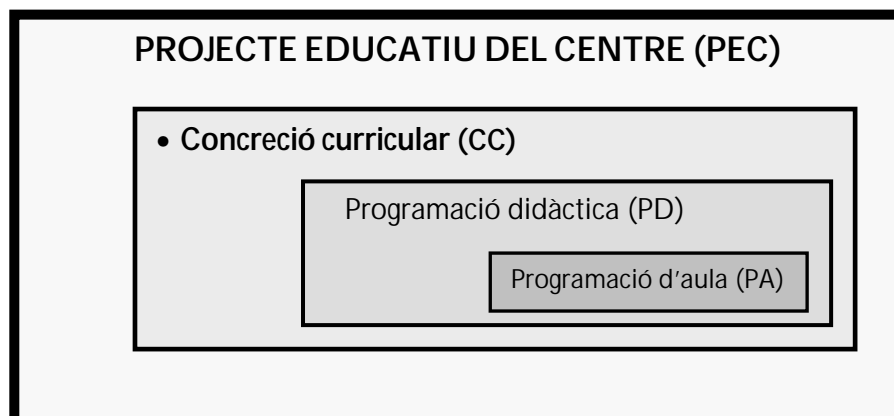 PROJECTE EDUCATIU DEL CENTRE (PEC)
• Concreció curricular (CC)
Programació didàctica (PD)
Programació d’aula (PA)